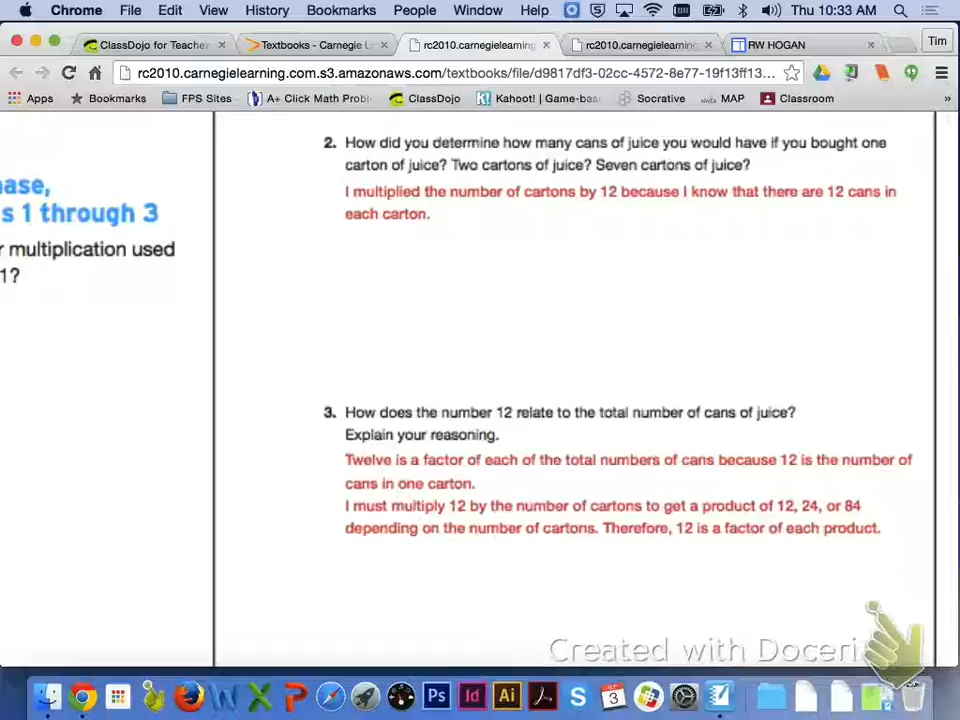 Chrome File Edit View History Bookmarks People Window Help Thu 10:33 AM
ClassDojo for Teacher Textbooks - Carnegie L rc2010.carnegielearning rc2010.carnegielearning RW HOGAN Tim
rc2010.carnegielearning.com.s3.amazonaws.com/textbooks/file/d9817df3-02cc-4572-8e77-19f13ff13...
Apps Bookmarks FPS Sites A+ Click Math Probl ClassDojo Kahoot! | Game-bas Socrative MAP Classroom »
2. How did you determine how many cans of juice you would have if you bought one
carton of juice? Two cartons of juice? Seven cartons of juice?
I multiplied the number of cartons by 12 because I know that there are 12 cans in
each carton.
ase,
s 1 through 3
r multiplication used
1?
3. How does the number 12 relate to the total number of cans of juice?
Explain your reasoning.
Twelve is a factor of each of the total numbers of cans because 12 is the number of
cans in one carton.
I must multiply 12 by the number of cartons to get a product of 12, 24, or 84
depending on the number of cartons. Therefore, 12 is a factor of each product.
Created with Doceri
Ps Id Ai 3